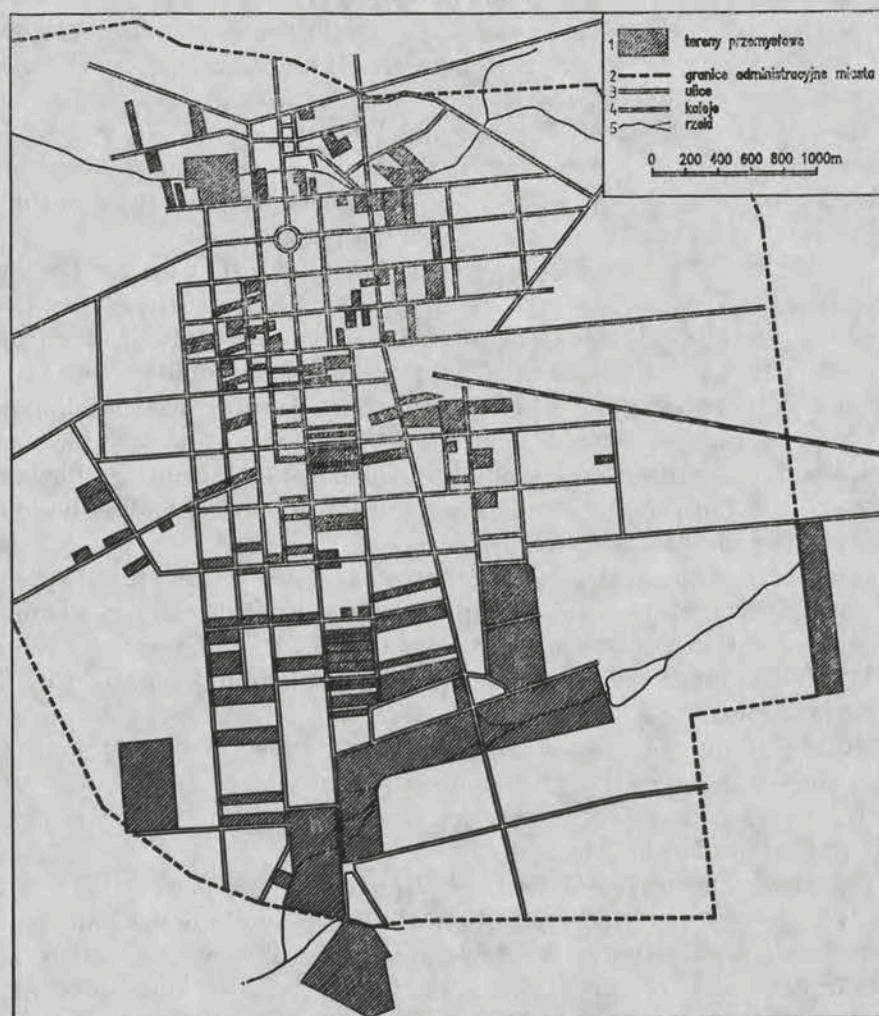 1 tereny przemysłowe
2 granice administracyjne miasta
3 ulice
4 koleje
5 rzeki
0 200 400 600 800 1000m